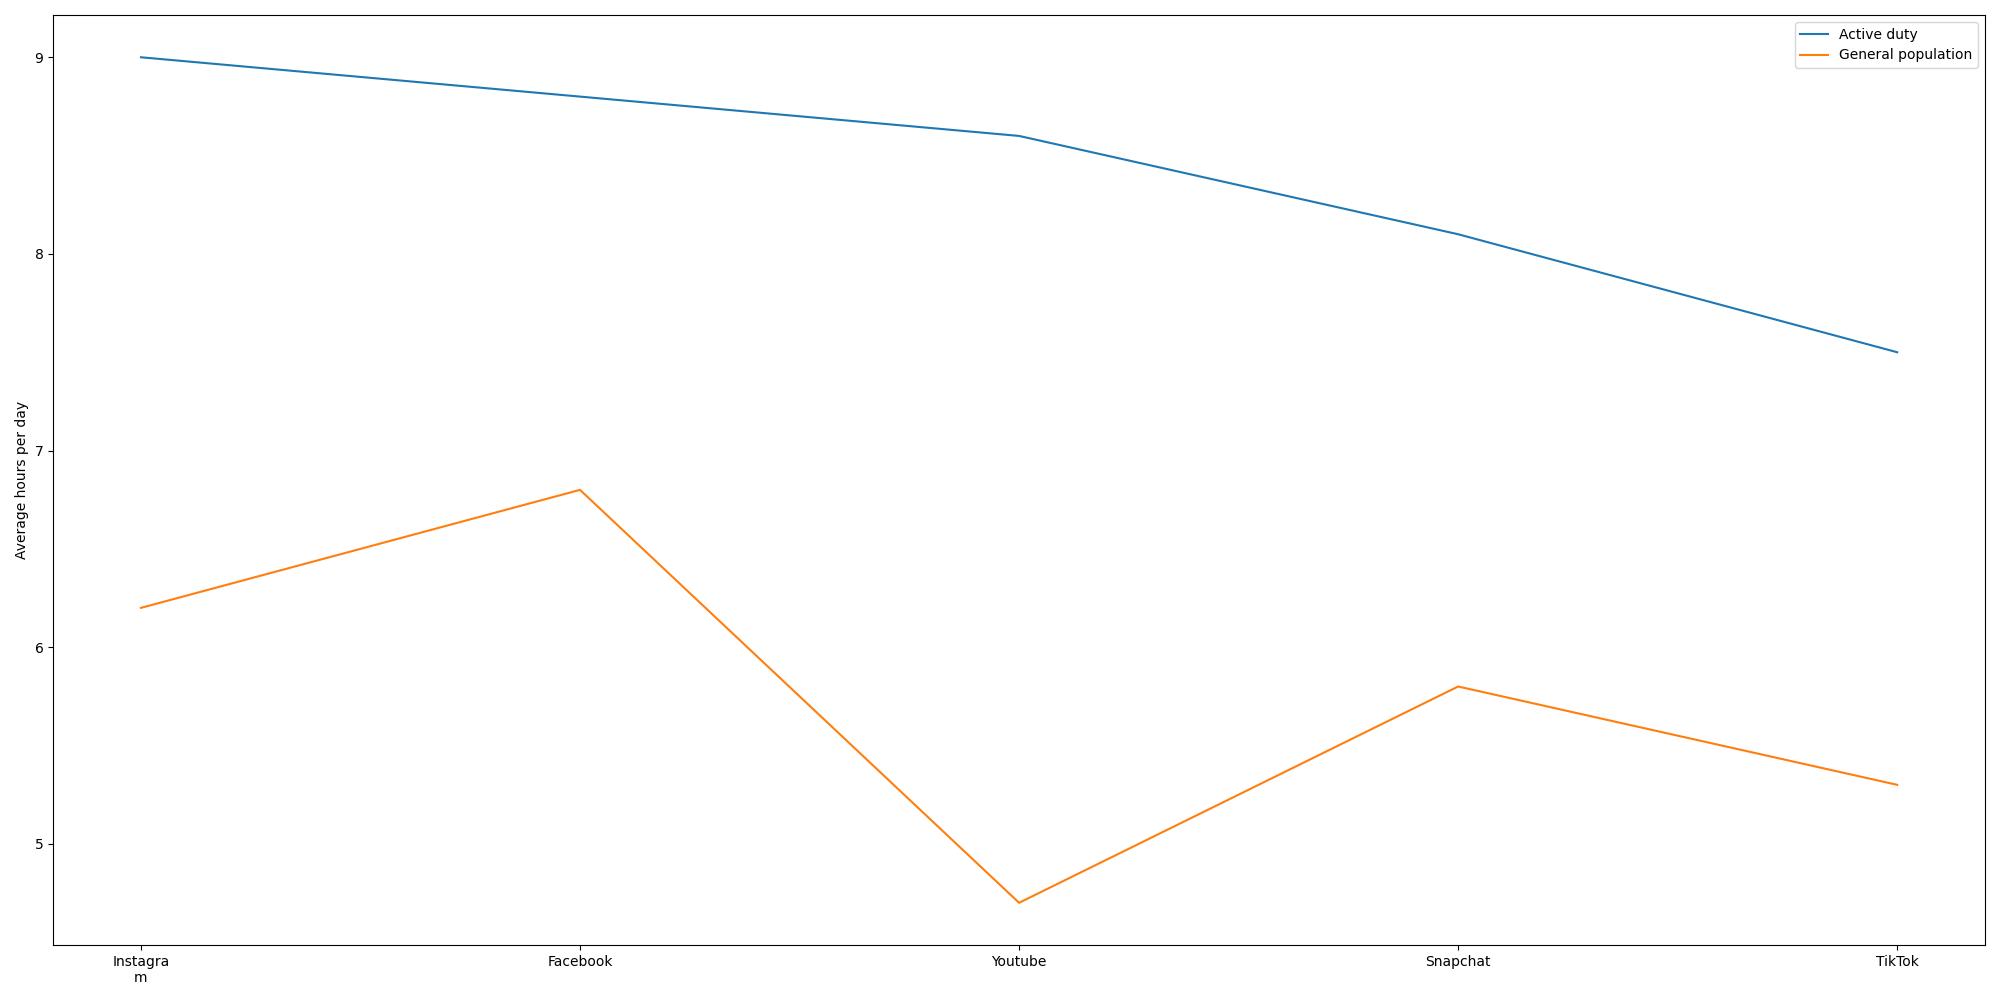 Active duty
General population
Average hours per day
9
8
7
6
5
Instagra
m
Facebook
Youtube
Snapchat
TikTok